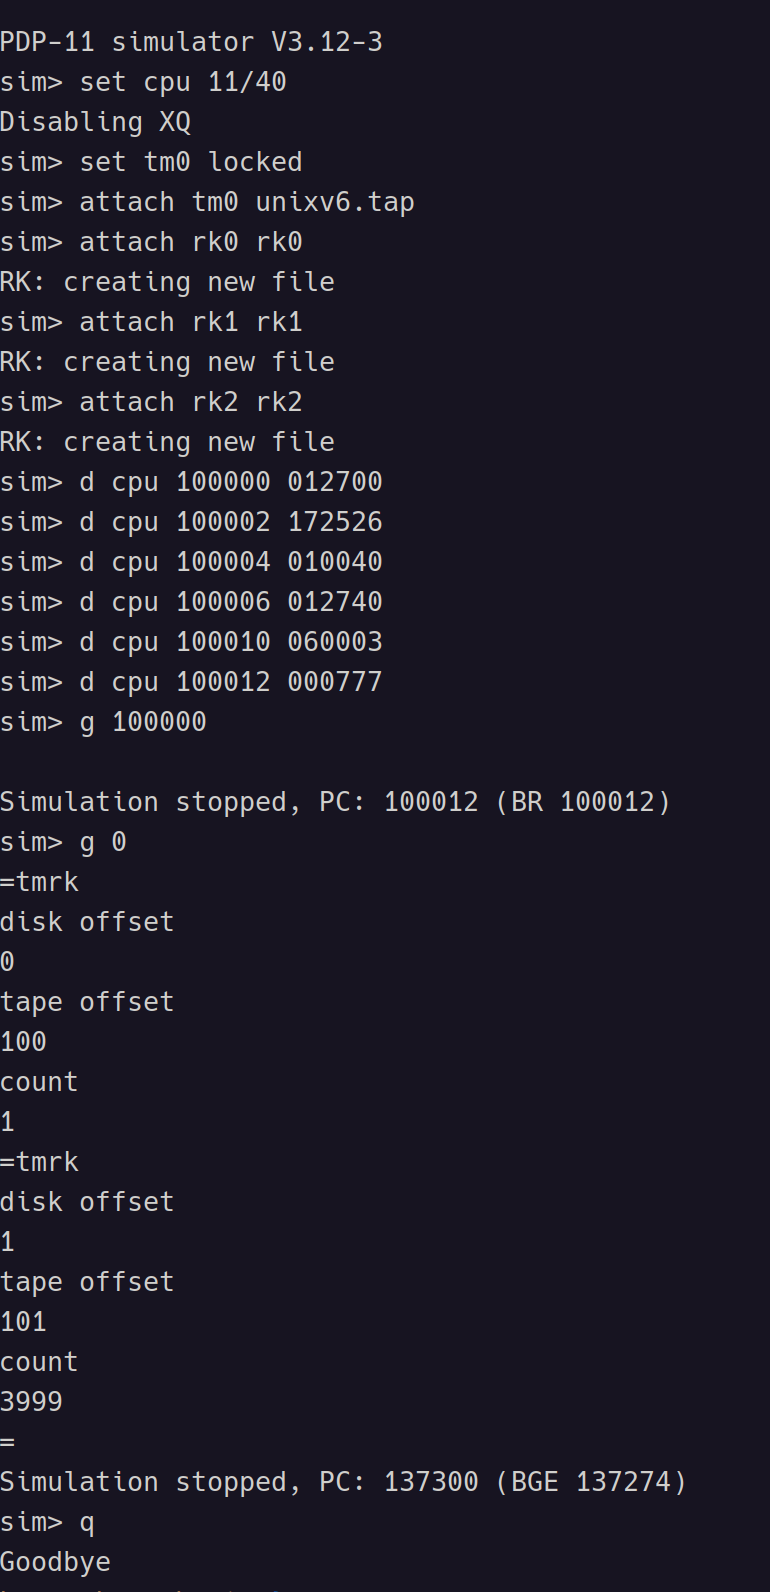 PDP-11 simulator V3.12-3
sim> set cpu 11/40
Disabling XQ
sim> set tm0 locked
sim> attach tm0 unixv6.tap
sim> attach rk0 rk0
RK: creating new file
sim> attach rk1 rk1
RK: creating new file
sim> attach rk2 rk2
RK: creating new file
sim> d cpu 100000 012700
sim> d cpu 100002 172526
sim> d cpu 100004 010040
sim> d cpu 100006 012740
sim> d cpu 100010 060003
sim> d cpu 100012 000777
sim> g 100000
Simulation stopped, PC: 100012 (BR 100012)
sim> g 0
=tmrk
disk offset
0
tape offset
100
count
1
=tmrk
disk offset
1
tape offset
101
count
3999
=
Simulation stopped, PC: 137300 (BGE 137274)
sim> q
Goodbye